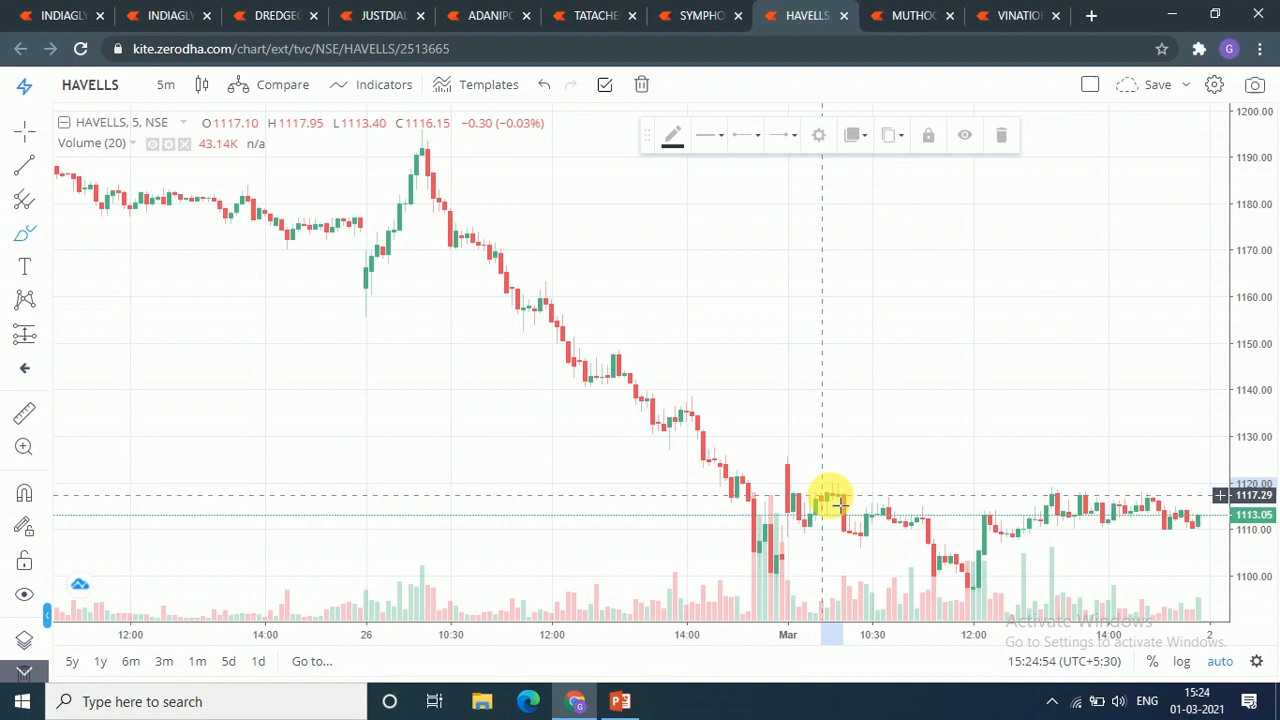 INDIAGLY
INDIAGL
DREDGEC
JUSTDIAL
ADANIPO
TATACHE
SYMPHO
HAVELLS
MUTHOO
VINATIO
kite.zerodha.com/chart/ext/tvc/NSE/HAVELLS/2513665
G
HAVELLS 5m Compare Indicators Templates Save
HAVELLS, 5, NSE O1117.10 H1117.95 L1113.40 C1116.15 −0.30 (−0.03%)
Volume (20) 43.14K n/a
1200.00
1190.00
1180.00
1170.00
1160.00
1150.00
1140.00
1130.00
1120.00
1117.29
1113.05
1110.00
1100.00
12:00 14:00 26 10:30 12:00 14:00 Mar 10:30 12:00 14:00 2
Activate Windows
Go to Settings to activate Windows.
5y 1y 6m 3m 1m 5d 1d Go to... 15:24:54 (UTC+5:30) % log auto
Type here to search
ENG
15:24
01-03-2021